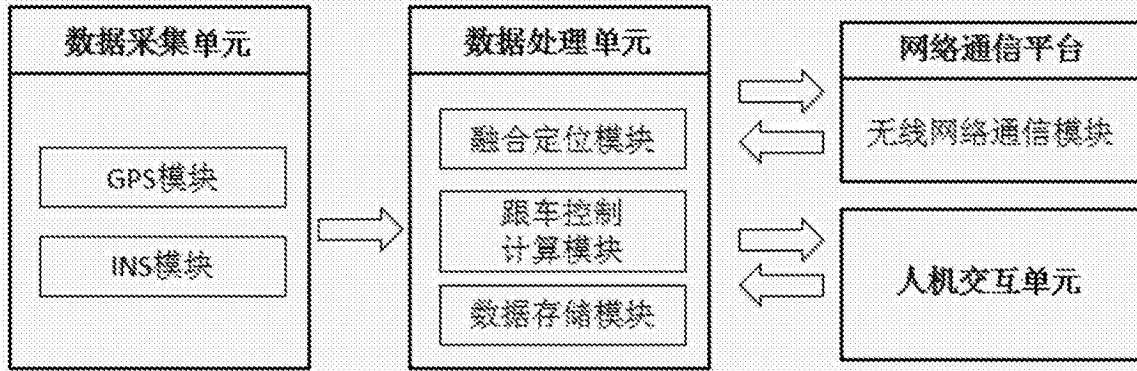 数据采集单元
GPS模块
INS模块
数据处理单元
融合定位模块
跟车控制
计算模块
数据存储模块
网络通信平台
无线网络通信模块
人机交互单元